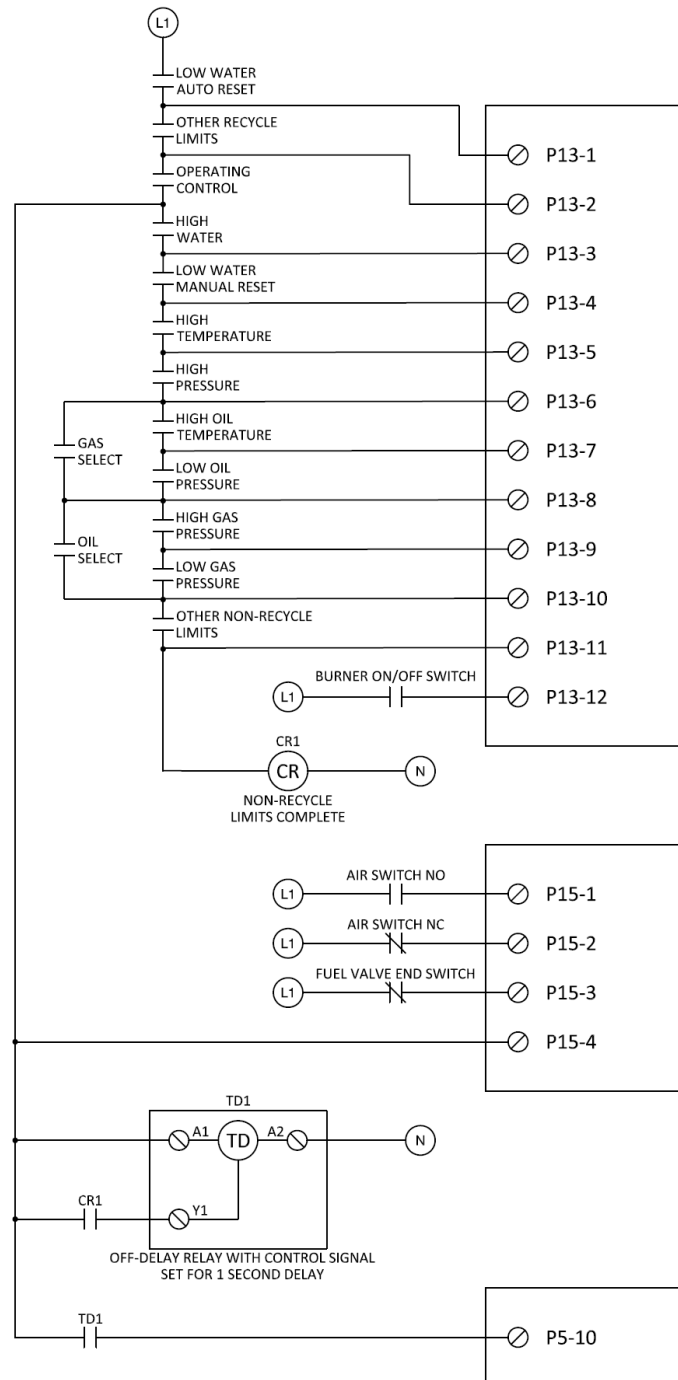 L1
LOW WATER
AUTO RESET
OTHER RECYCLE
LIMITS
P13-1
OPERATING
CONTROL
P13-2
HIGH
WATER
P13-3
LOW WATER
MANUAL RESET
P13-4
HIGH
TEMPERATURE
P13-5
HIGH
PRESSURE
P13-6
GAS
SELECT
HIGH OIL
TEMPERATURE
P13-7
LOW OIL
PRESSURE
P13-8
OIL
SELECT
HIGH GAS
PRESSURE
P13-9
LOW GAS
PRESSURE
P13-10
OTHER NON-RECYCLE
LIMITS
P13-11
BURNER ON/OFF SWITCH
L1
P13-12
CR1
CR
N
NON-RECYCLE
LIMITS COMPLETE
AIR SWITCH NO
L1
P15-1
AIR SWITCH NC
L1
P15-2
FUEL VALVE END SWITCH
L1
P15-3
P15-4
TD1
A1
TD
A2
N
CR1
Y1
OFF-DELAY RELAY WITH CONTROL SIGNAL
SET FOR 1 SECOND DELAY
TD1
P5-10